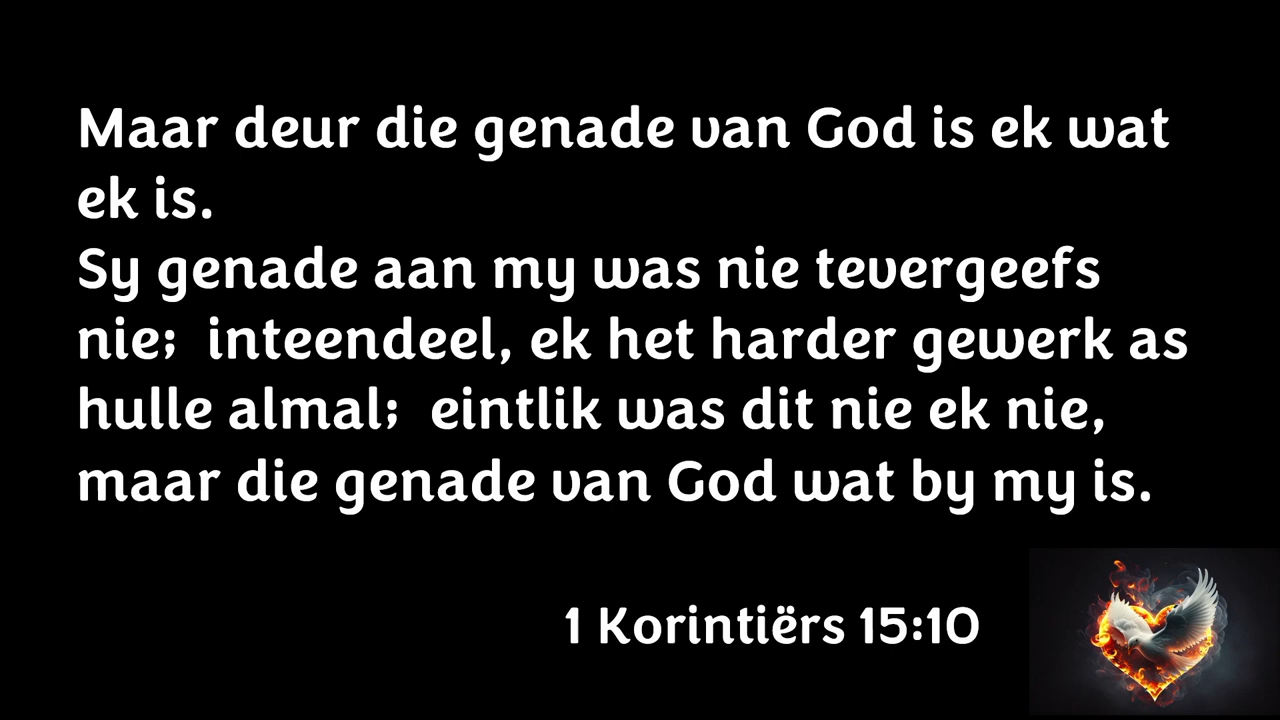 Maar deur die genade van God is ek wat
ek is.
Sy genade aan my was nie tevergeefs
nie;  inteendeel, ek het harder gewerk as
hulle almal;  eintlik was dit nie ek nie,
maar die genade van God wat by my is.
1 Korintiërs 15:10